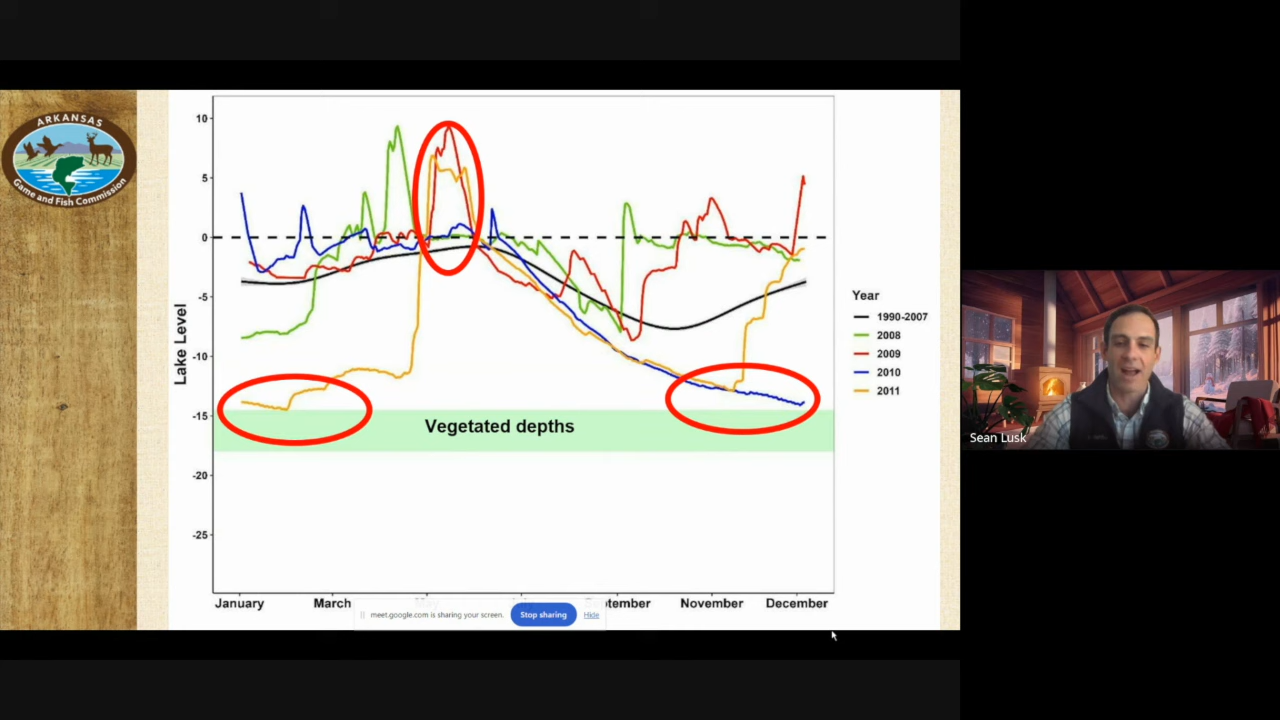 ARKANSAS
Game and Fish Commission
10
5
0
-5
-10
-15
-20
-25
Lake Level
Vegetated depths
January
March
November
December
Year
1990-2007
2008
2009
2010
2011
meet.google.com is sharing your screen.
Stop sharing
Hide
Sean Lusk